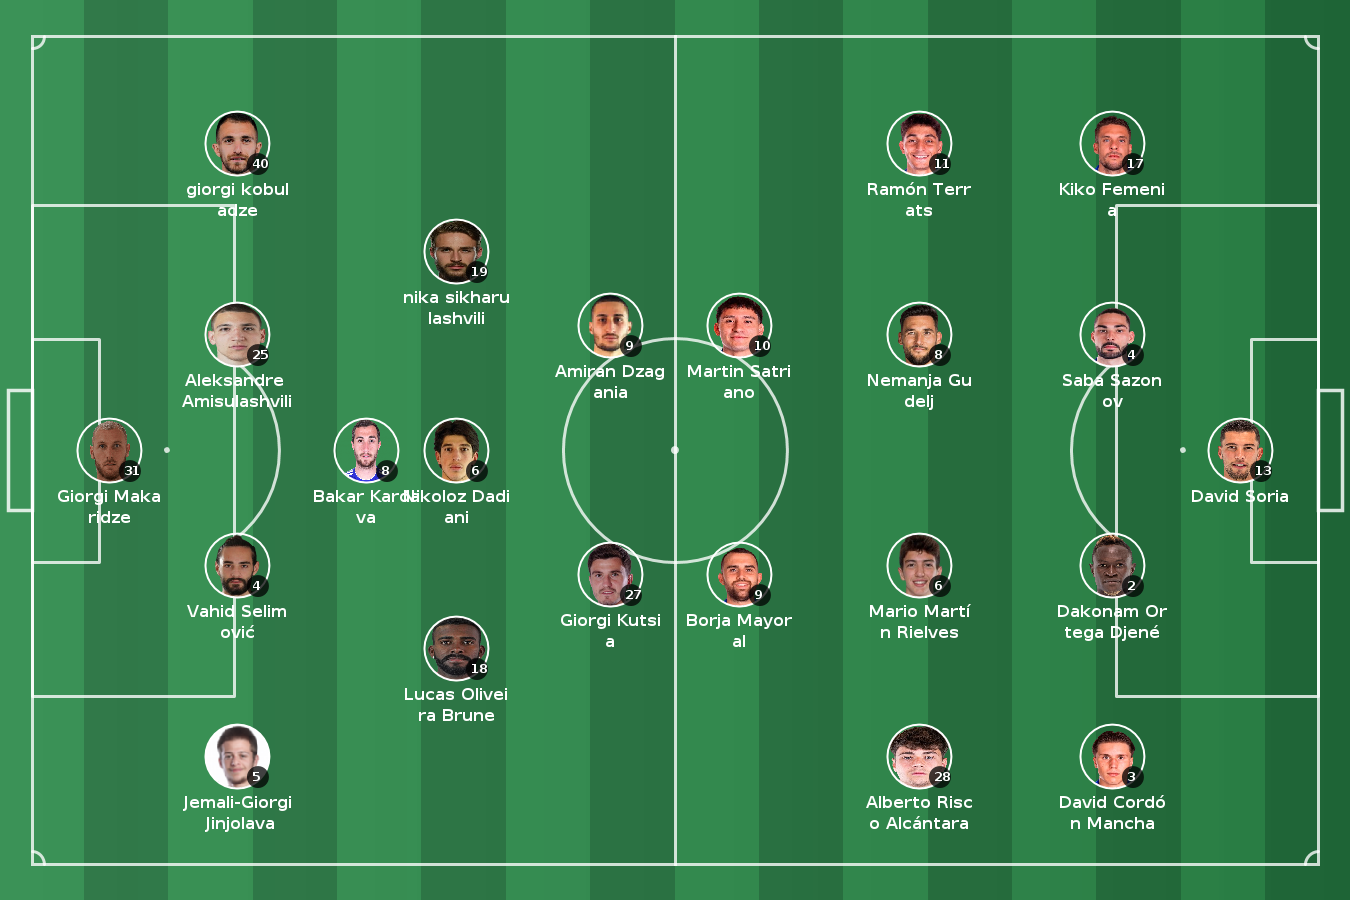 40
giorgi kobul
adze
11
Ramón Terr
ats
17
Kiko Femeni
a
19
nika sikharu
lashvili
25
Aleksandre
Amisulashvili
9
Amiran Dzag
ania
10
Martin Satri
ano
8
Nemanja Gu
delj
4
Saba Sazon
ov
31
Giorgi Maka
ridze
8
Bakar Karda
va
6
Nikoloz Dadi
ani
13
David Soria
4
Vahid Selim
ović
27
Giorgi Kutsi
a
9
Borja Mayor
al
6
Mario Martí
n Rielves
2
Dakonam Or
tega Djené
18
Lucas Olivei
ra Brune
5
Jemali-Giorgi
Jinjolava
28
Alberto Risc
o Alcántara
3
David Cordó
n Mancha